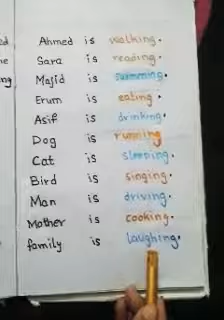 Ahmed is walking.
Sara is reading.
Majid is swimming.
Erum is eating.
Asif is drinking.
Dog is running
Cat is sleeping.
Bird is singing.
Man is driving.
Mother is cooking.
family is laughing.